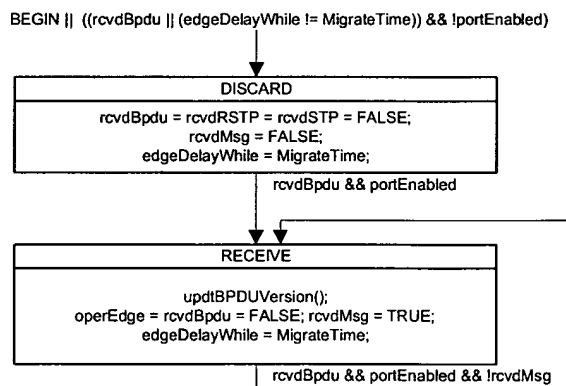 BEGIN || ((rcvdBpdu || (edgeDelayWhile != MigrateTime)) && !portEnabled)
DISCARD
rcvdBpdu = rcvdRSTP = rcvdSTP = FALSE;
rcvdMsg = FALSE;
edgeDelayWhile = MigrateTime;
rcvdBpdu && portEnabled
RECEIVE
updtBPDUVersion();
operEdge = rcvdBpdu = FALSE; rcvdMsg = TRUE;
edgeDelayWhile = MigrateTime;
rcvdBpdu && portEnabled && !rcvdMsg